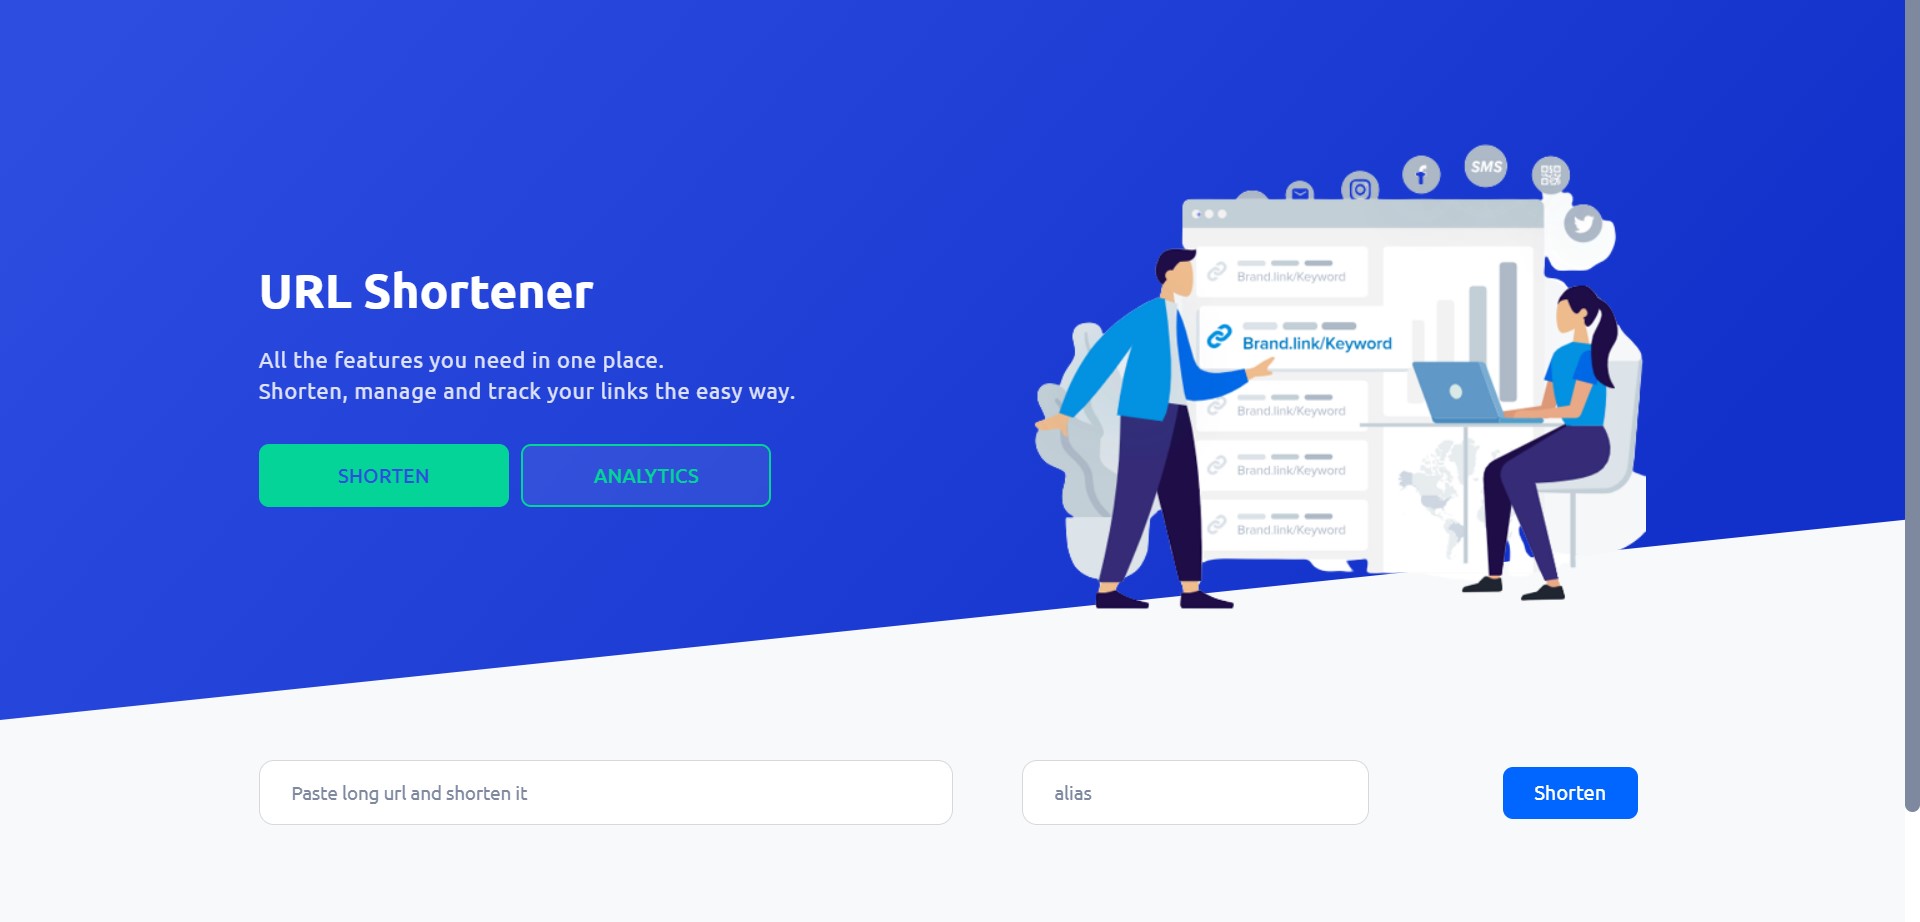 URL Shortener
All the features you need in one place.
Shorten, manage and track your links the easy way.
SHORTEN
ANALYTICS
SMS
Brand.link/Keyword
Brand.link/Keyword
Brand.link/Keyword
Brand.link/Keyword
Brand.link/Keyword
Paste long url and shorten it
alias
Shorten